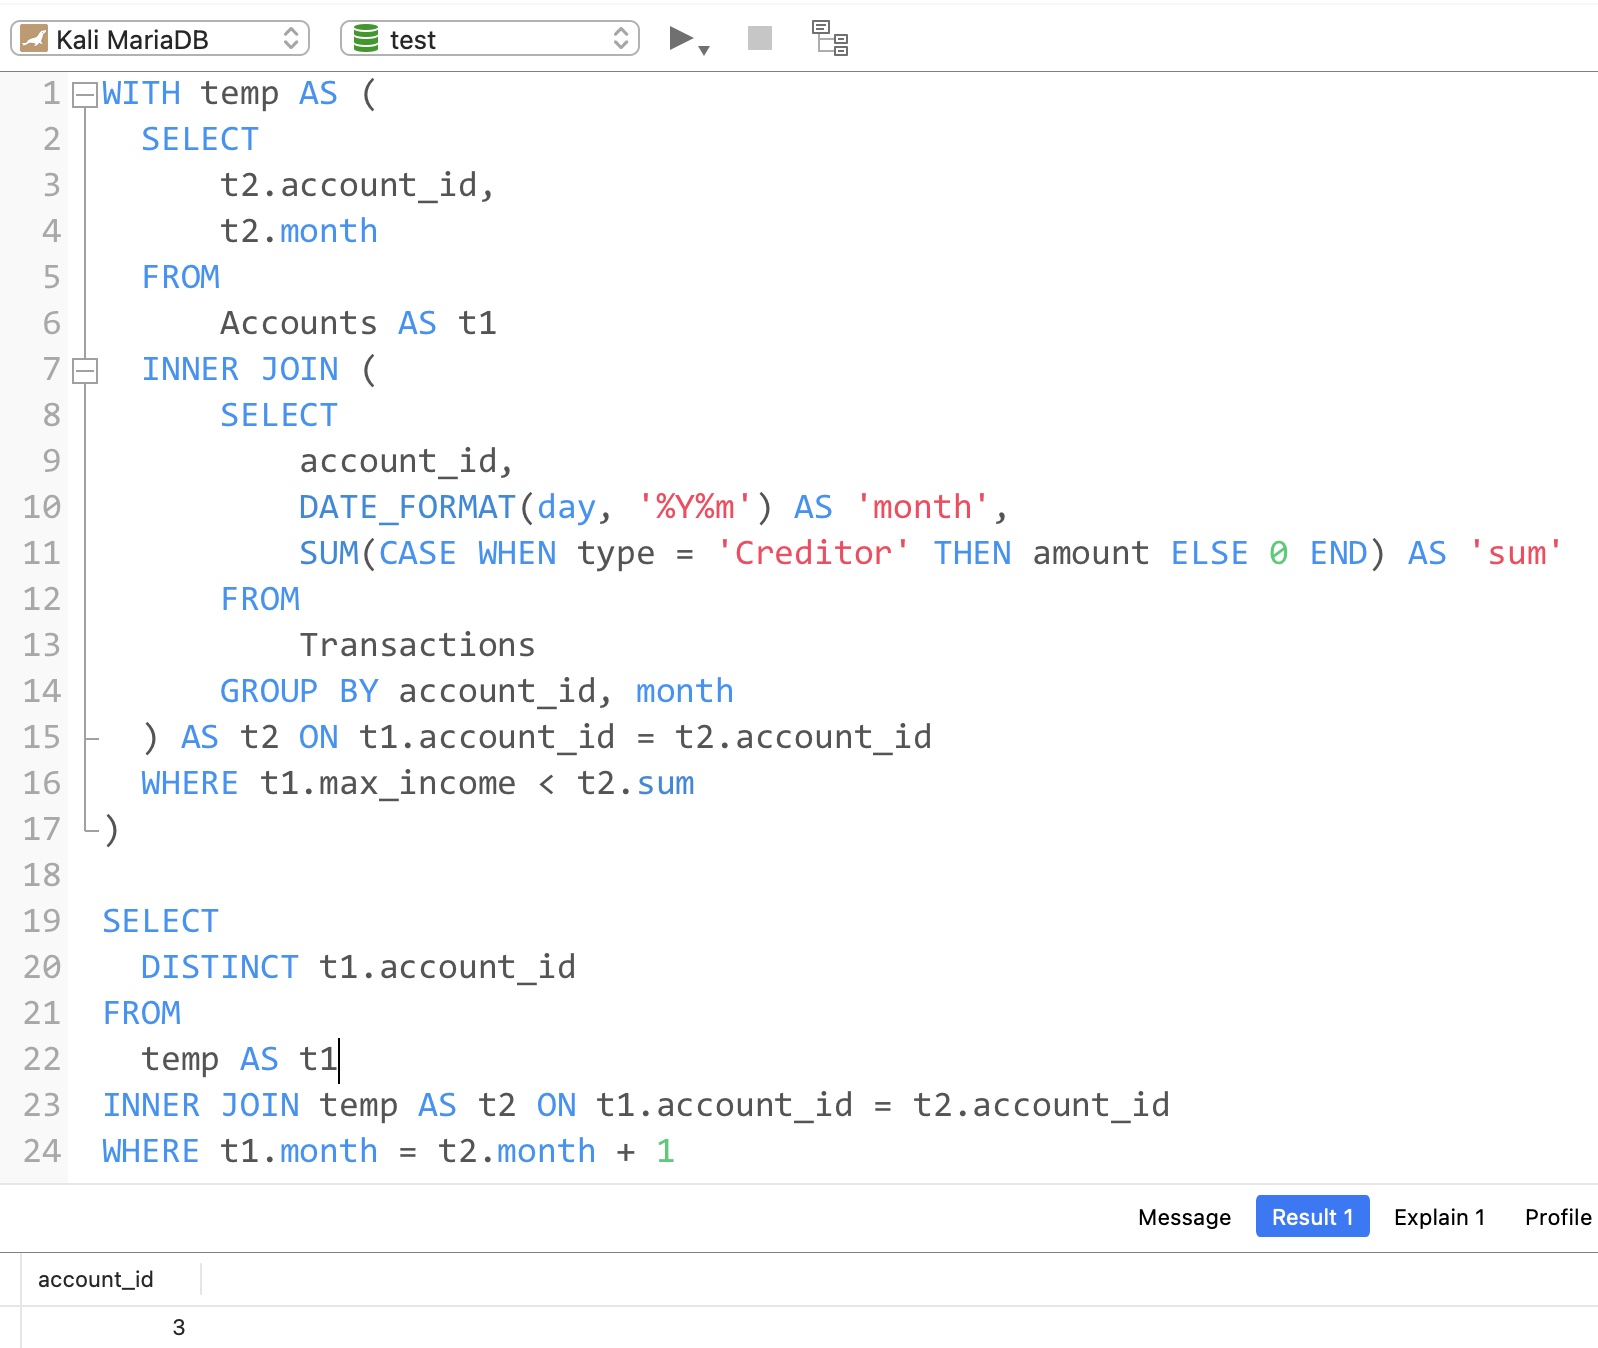 Kali MariaDB test
1 WITH temp AS (
2 SELECT
3 t2.account_id,
4 t2.month
5 FROM
6 Accounts AS t1
7 INNER JOIN (
8 SELECT
9 account_id,
10 DATE_FORMAT(day, '%Y%m') AS 'month',
11 SUM(CASE WHEN type = 'Creditor' THEN amount ELSE 0 END) AS 'sum'
12 FROM
13 Transactions
14 GROUP BY account_id, month
15 ) AS t2 ON t1.account_id = t2.account_id
16 WHERE t1.max_income < t2.sum
17 )
18
19 SELECT
20 DISTINCT t1.account_id
21 FROM
22 temp AS t1
23 INNER JOIN temp AS t2 ON t1.account_id = t2.account_id
24 WHERE t1.month = t2.month + 1
Message Result 1 Explain 1 Profile
account_id
3